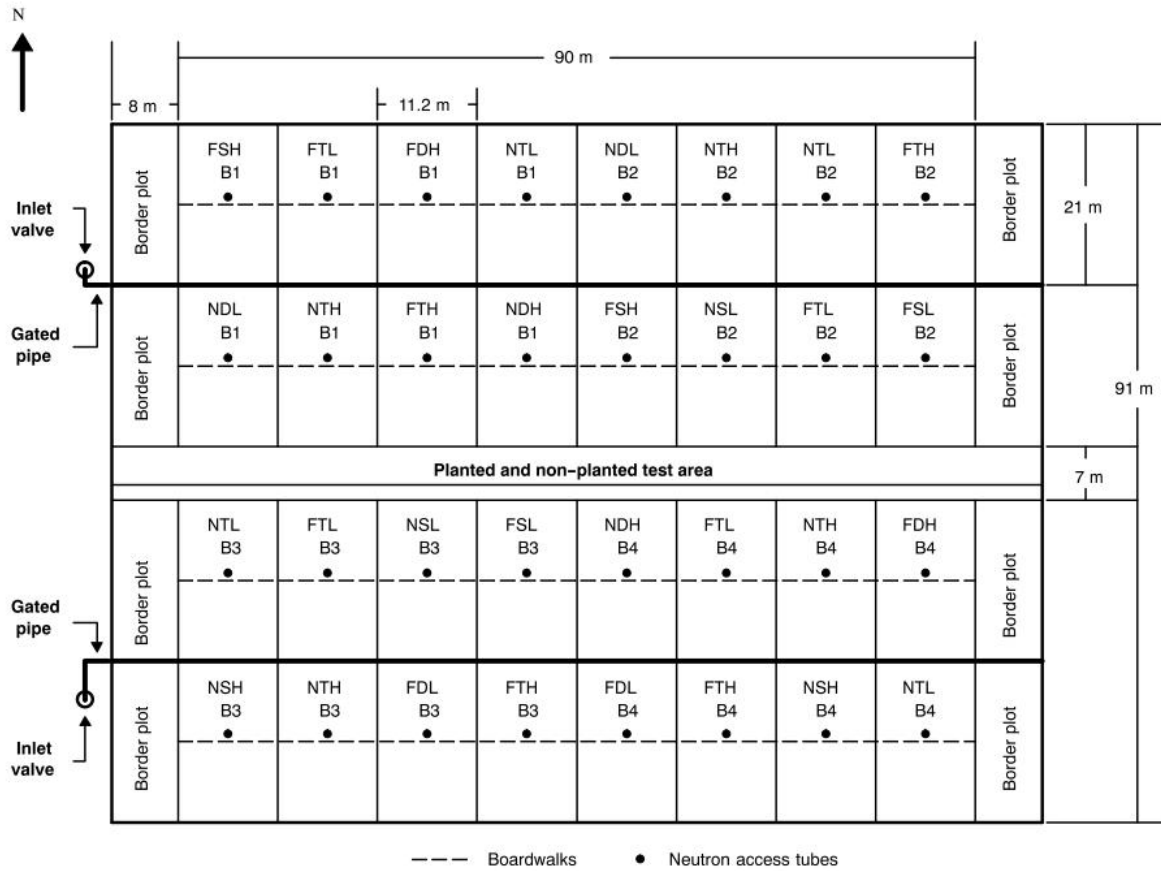 N
90 m
8 m
11.2 m
FSH FTL FDH NTL NDL NTH NTL FTH
B1 B1 B1 B1 B2 B2 B2 B2
Border plot
Border plot
Inlet
valve
21 m
Gated
pipe
NDL NTH FTH NDH FSH NSL FTL FSL
B1 B1 B1 B1 B2 B2 B2 B2
Border plot
Border plot
91 m
Planted and non-planted test area
7 m
NTL FTL NSL FSL NDH FTL NTH FDH
B3 B3 B3 B3 B4 B4 B4 B4
Border plot
Border plot
Gated
pipe
NSH NTH FDL FTH FDL FTH NSH NTL
B3 B3 B3 B3 B4 B4 B4 B4
Border plot
Border plot
Inlet
valve
Boardwalks
Neutron access tubes